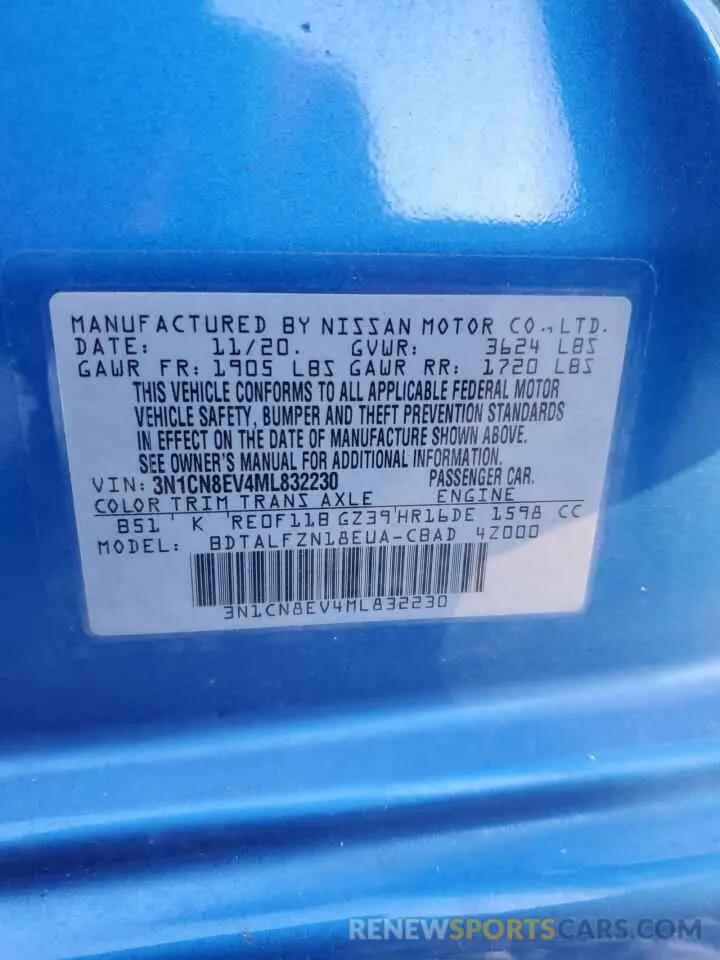 MANUFACTURED BY NISSAN MOTOR CO., LTD.
DATE: 11/20. GVWR: 3624 LBS
GAWR FR: 1905 LBS GAWR RR: 1720 LBS
THIS VEHICLE CONFORMS TO ALL APPLICABLE FEDERAL MOTOR
VEHICLE SAFETY, BUMPER AND THEFT PREVENTION STANDARDS
IN EFFECT ON THE DATE OF MANUFACTURE SHOWN ABOVE.
SEE OWNER'S MANUAL FOR ADDITIONAL INFORMATION.
VIN: 3N1CN8EV4ML832230 PASSENGER CAR.
COLOR TRIM TRANS AXLE ENGINE
B51 K RE0F11B GZ39 HR16DE 1598 CC
MODEL: BDTALFZN18EUA-CBAD 4Z000
3N1CN8EV4ML832230
RENEWSPORTSCARS.COM